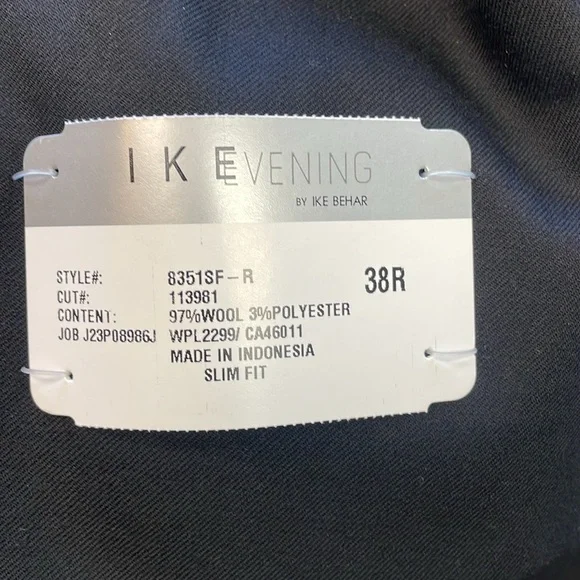 IKE EVENING
BY IKE BEHAR
STYLE#: 8351SF-R 38R
CUT#: 113981
CONTENT: 97%WOOL 3%POLYESTER
JOB J23P08986J WPL2299/ CA46011
MADE IN INDONESIA
SLIM FIT